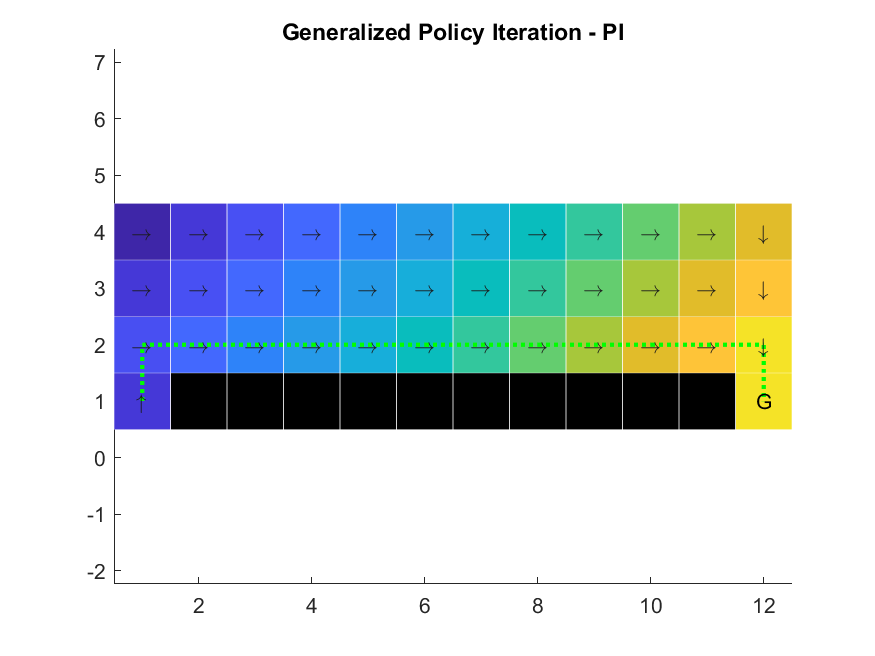 Generalized Policy Iteration - PI
7
6
5
4 → → → → → → → → → → → ↓
3 → → → → → → → → → → → ↓
2 → → → → → → → → → → → ↓
1 ↑ G
0
-1
-2
2 4 6 8 10 12